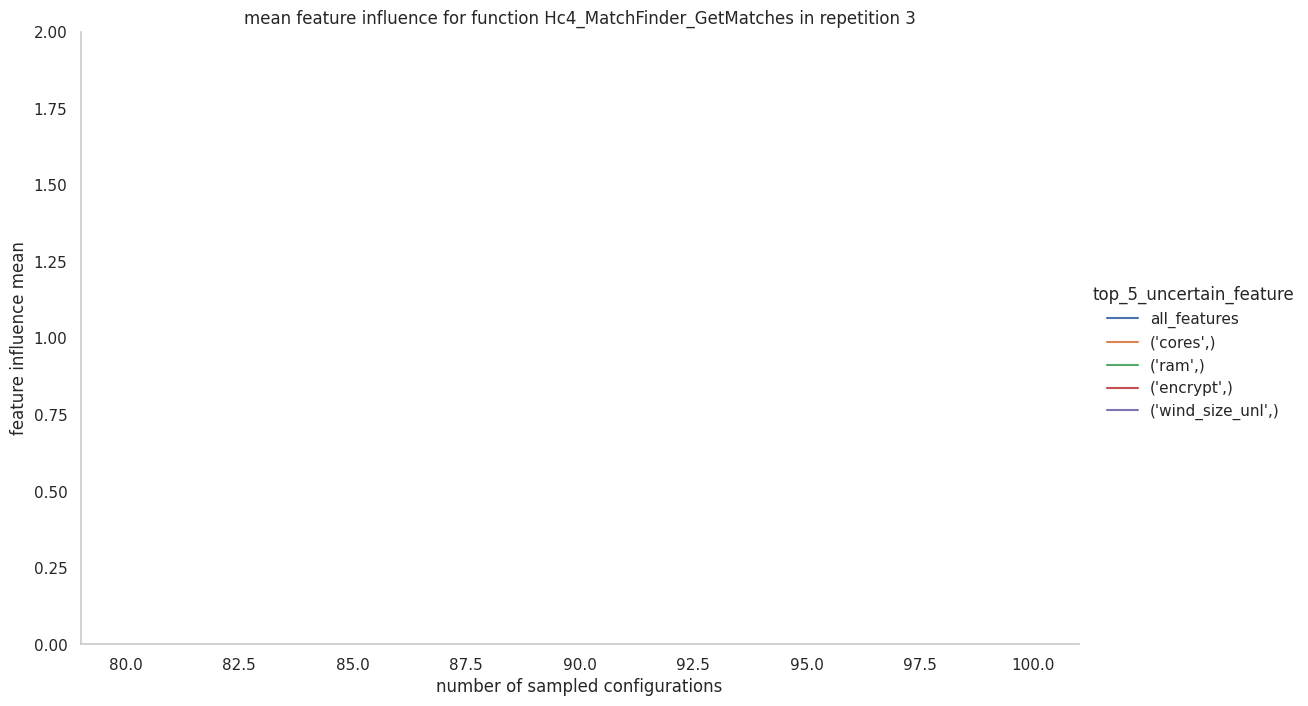 mean feature influence for function Hc4_MatchFinder_GetMatches in repetition 3
2.00
1.75
1.50
1.25
1.00
0.75
0.50
0.25
0.00
feature influence mean
80.0 82.5 85.0 87.5 90.0 92.5 95.0 97.5 100.0
number of sampled configurations
top_5_uncertain_feature
all_features
('cores',)
('ram',)
('encrypt',)
('wind_size_unl',)